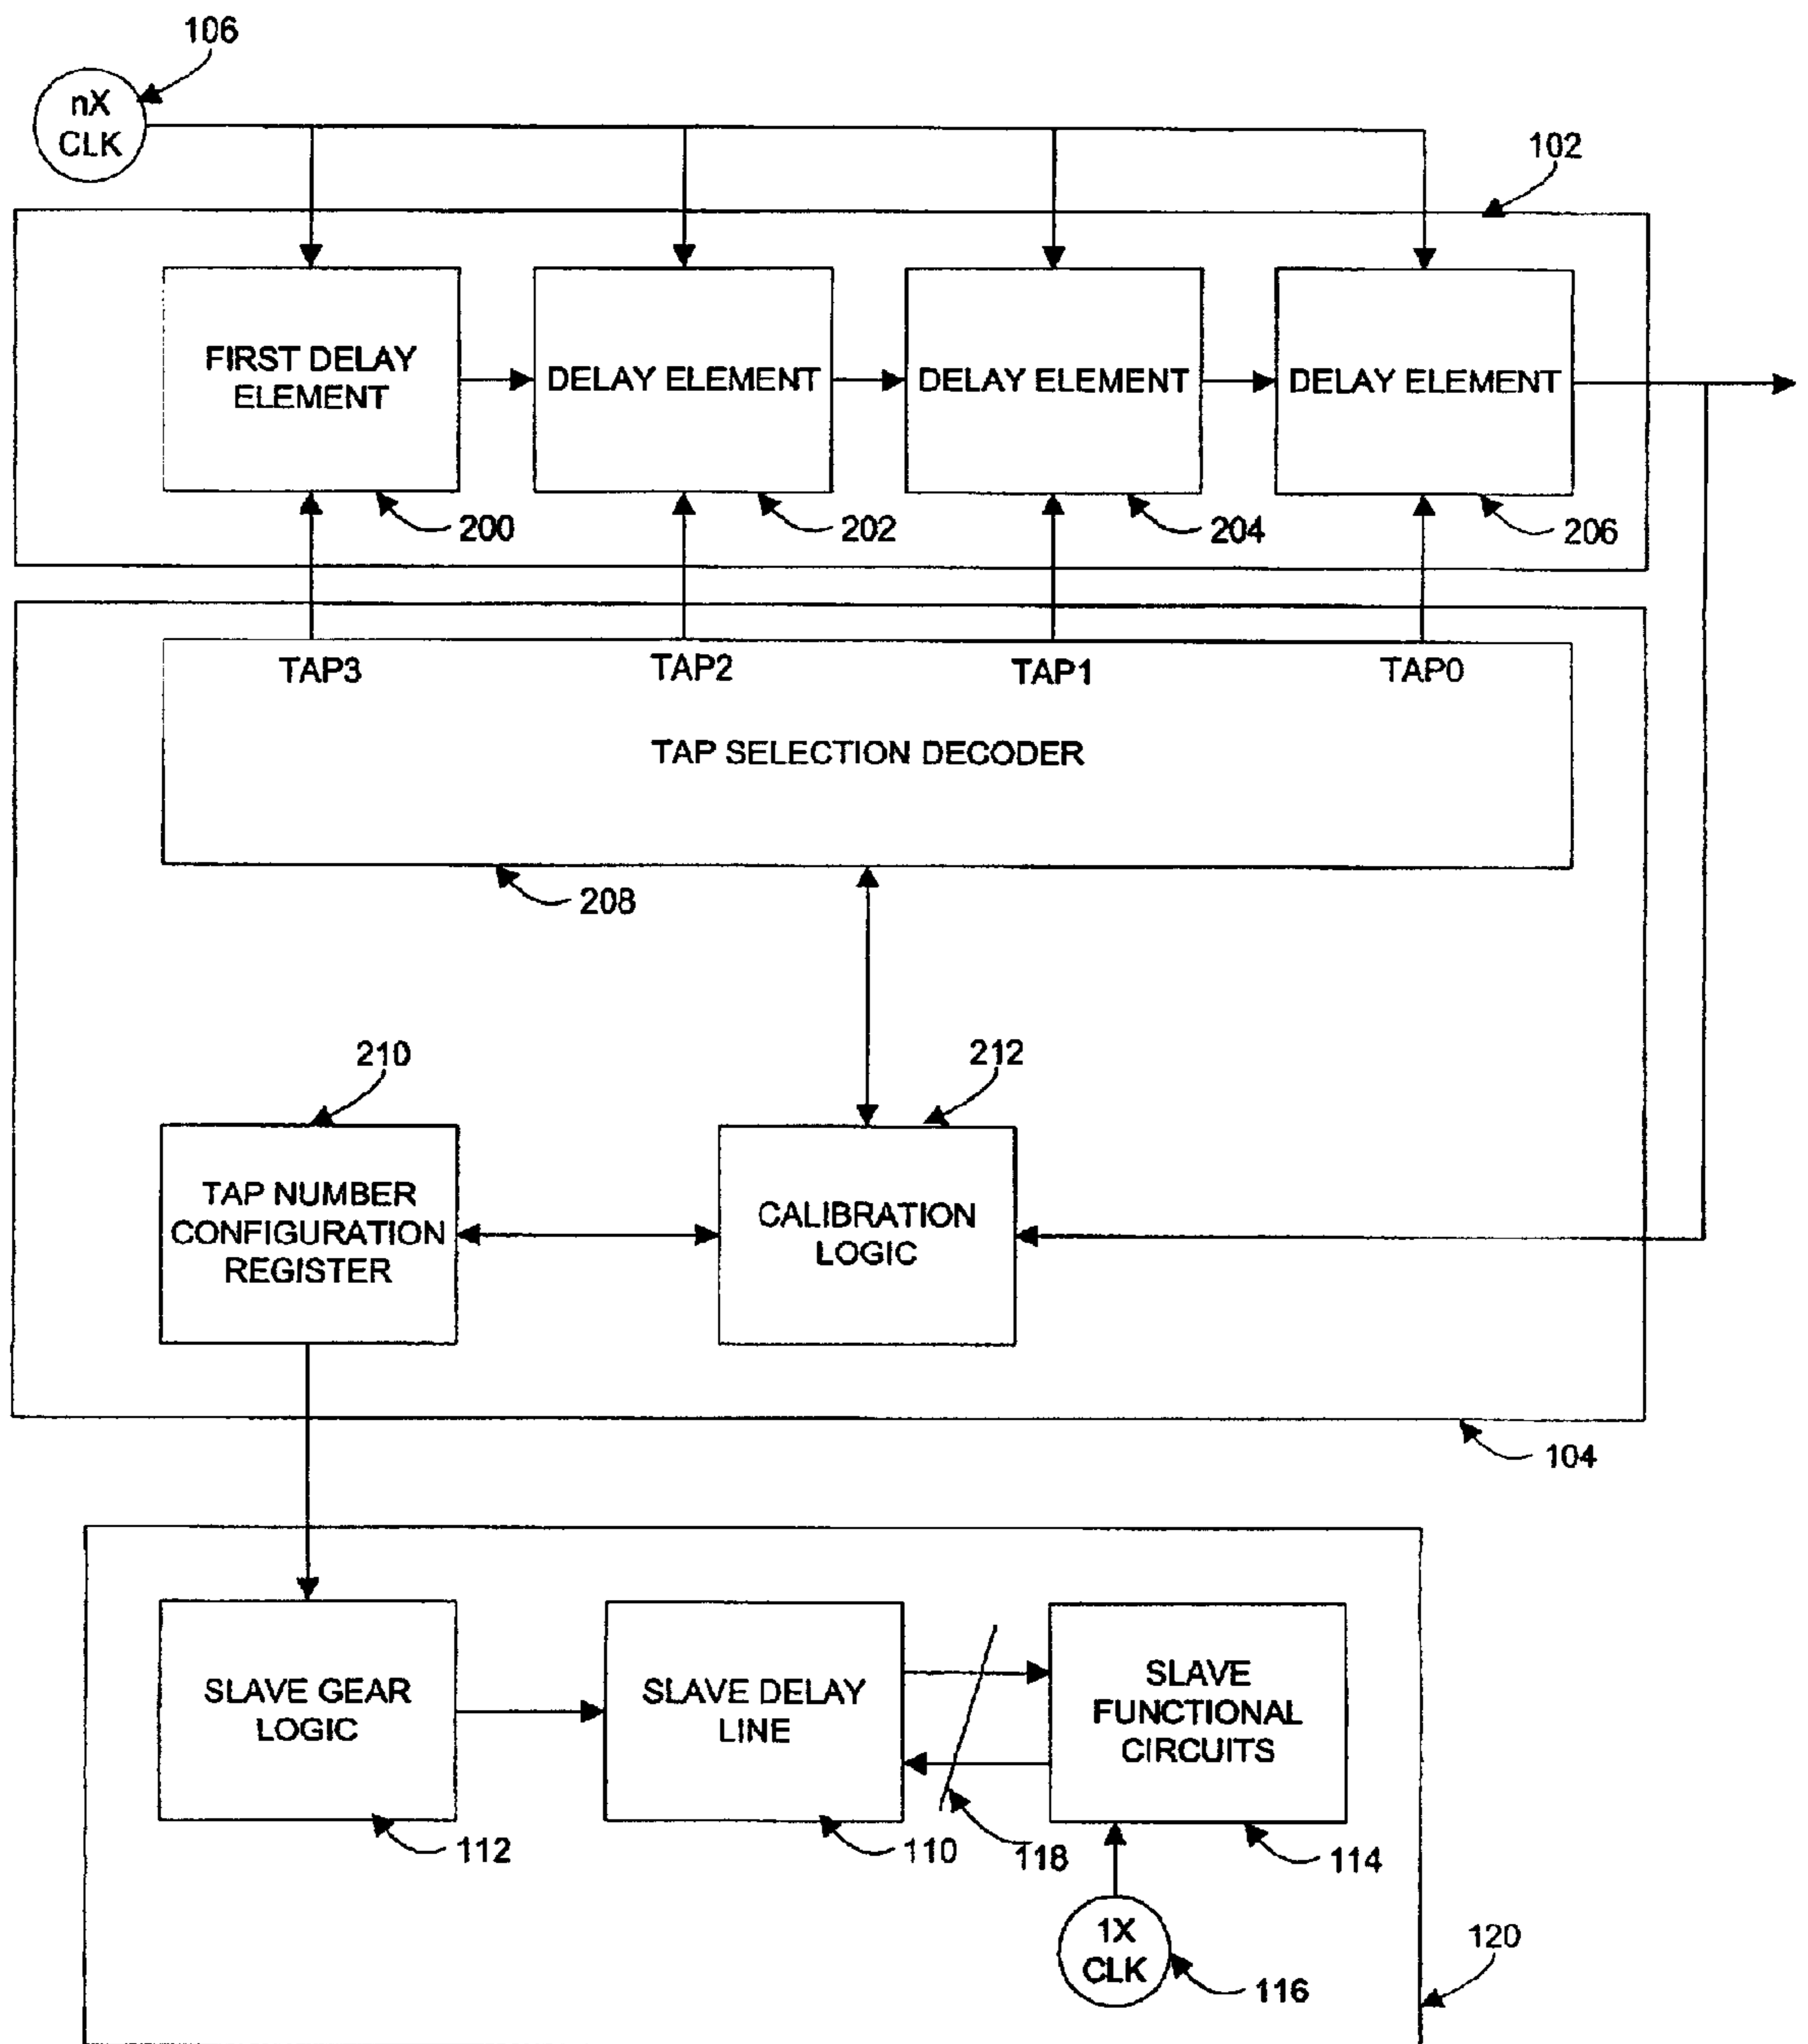 106
nX
CLK
102
FIRST DELAY
ELEMENT
DELAY ELEMENT
DELAY ELEMENT
DELAY ELEMENT
200
202
204
206
TAP3
TAP2
TAP1
TAP0
TAP SELECTION DECODER
208
210
212
TAP NUMBER
CONFIGURATION
REGISTER
CALIBRATION
LOGIC
104
SLAVE GEAR
LOGIC
SLAVE DELAY
LINE
SLAVE
FUNCTIONAL
CIRCUITS
112
110
118
114
1X
CLK
116
120